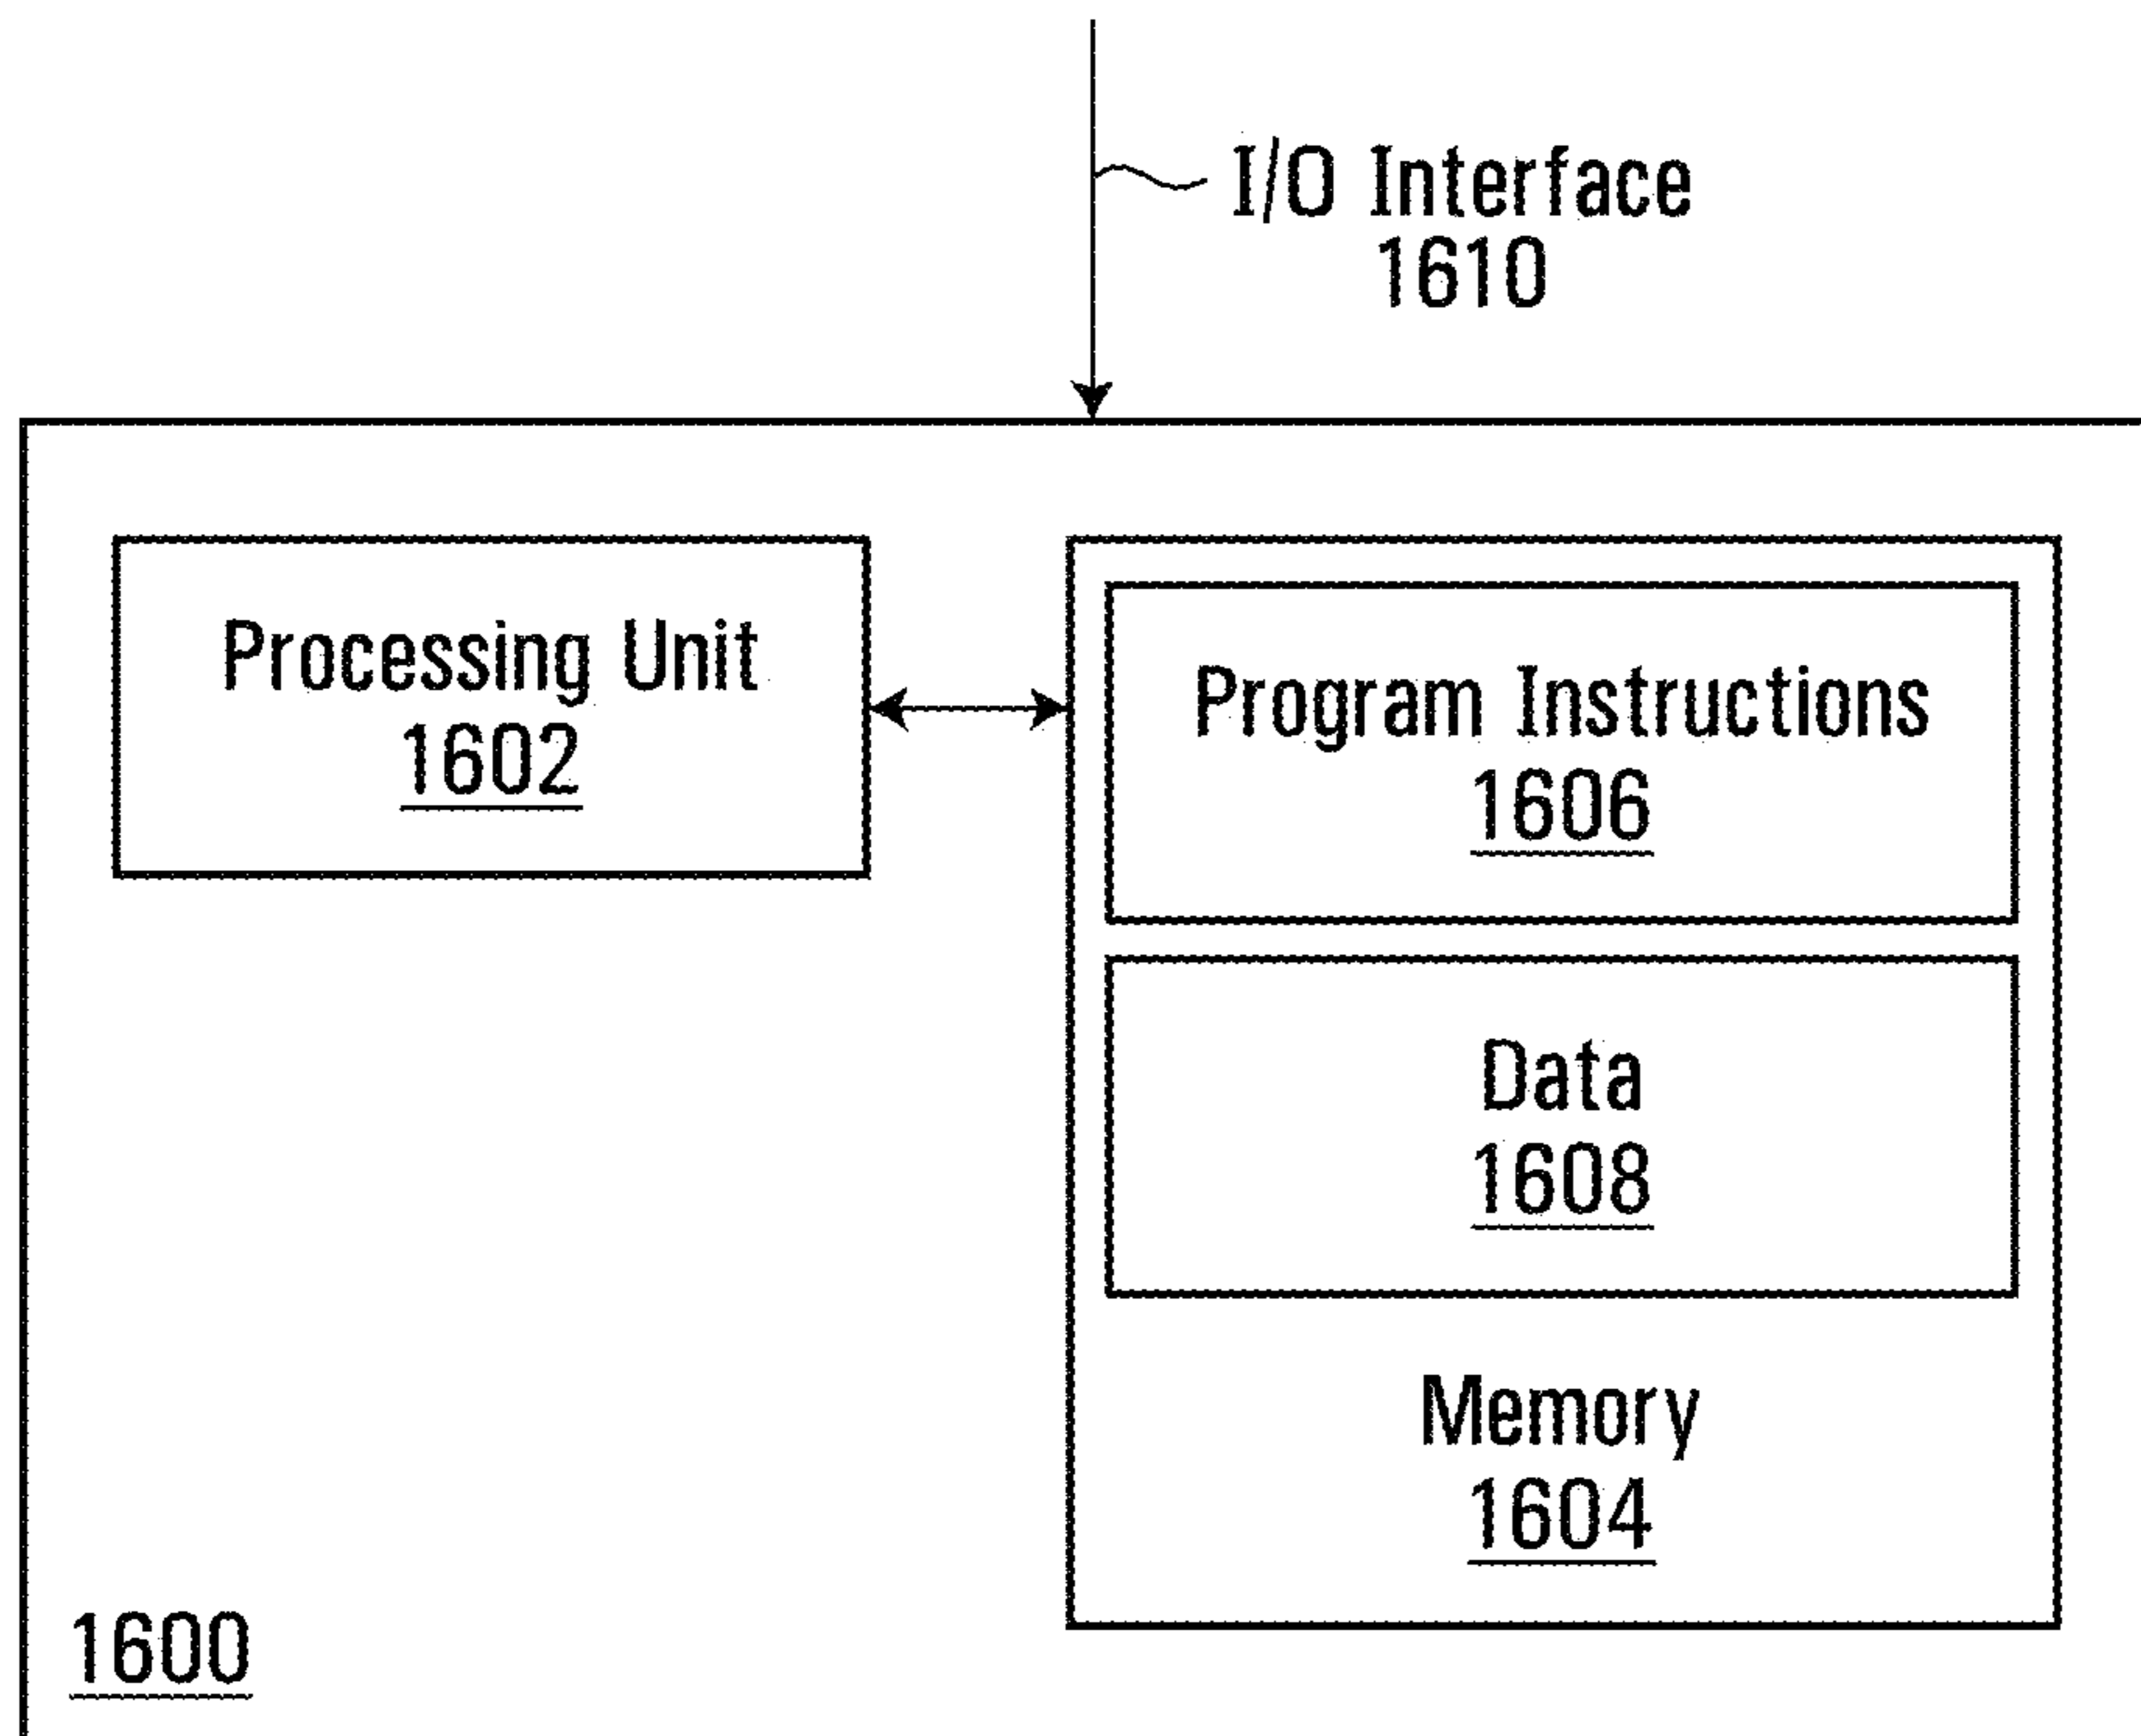 I/O Interface
1610
Processing Unit
1602
Program Instructions
1606
Data
1608
Memory
1604
1600